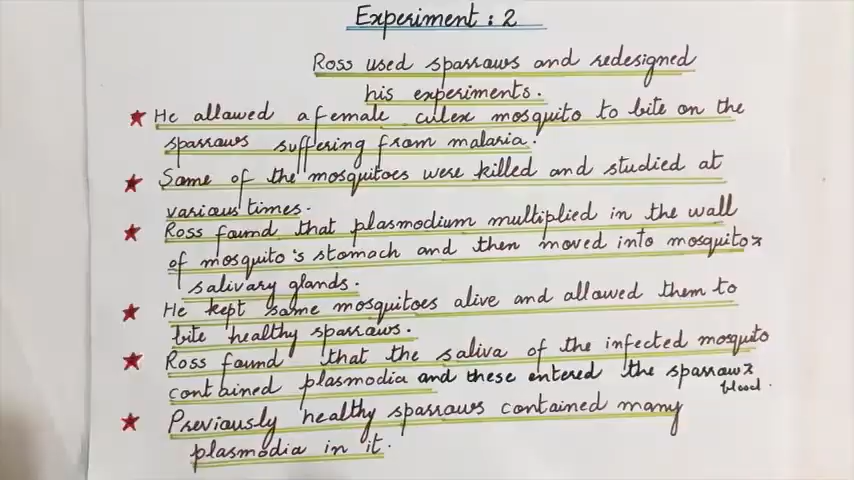 Experiment : 2
Ross used sparrows and redesigned
his experiments.
He allowed a female culex mosquito to bite on the
sparrows suffering from malaria.
Some of the mosquitoes were killed and studied at
various times.
Ross found that plasmodium multiplied in the wall
of mosquito's stomach and then moved into mosquito's
salivary glands.
He kept some mosquitoes alive and allowed them to
bite healthy sparrows.
Ross found that the saliva of the infected mosquito
contained plasmodia and these entered the sparrow's
blood.
Previously healthy sparrows contained many
plasmodia in it.